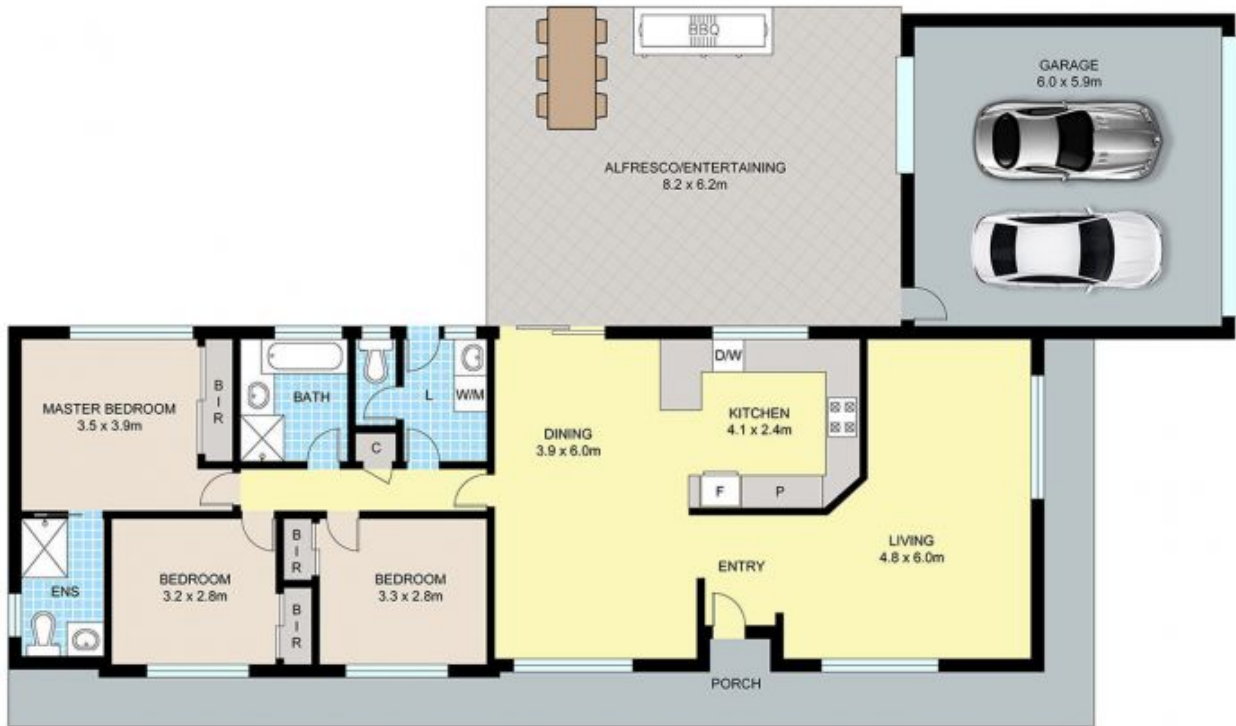 BBQ
GARAGE
6.0 x 5.9m
ALFRESCO/ENTERTAINING
8.2 x 6.2m
MASTER BEDROOM
3.5 x 3.9m
B
I
R
BATH
L
W/M
C
DINING
3.9 x 6.0m
D/W
KITCHEN
4.1 x 2.4m
F
P
LIVING
4.8 x 6.0m
ENTRY
ENS
BEDROOM
3.2 x 2.8m
B
I
R
B
I
R
BEDROOM
3.3 x 2.8m
PORCH